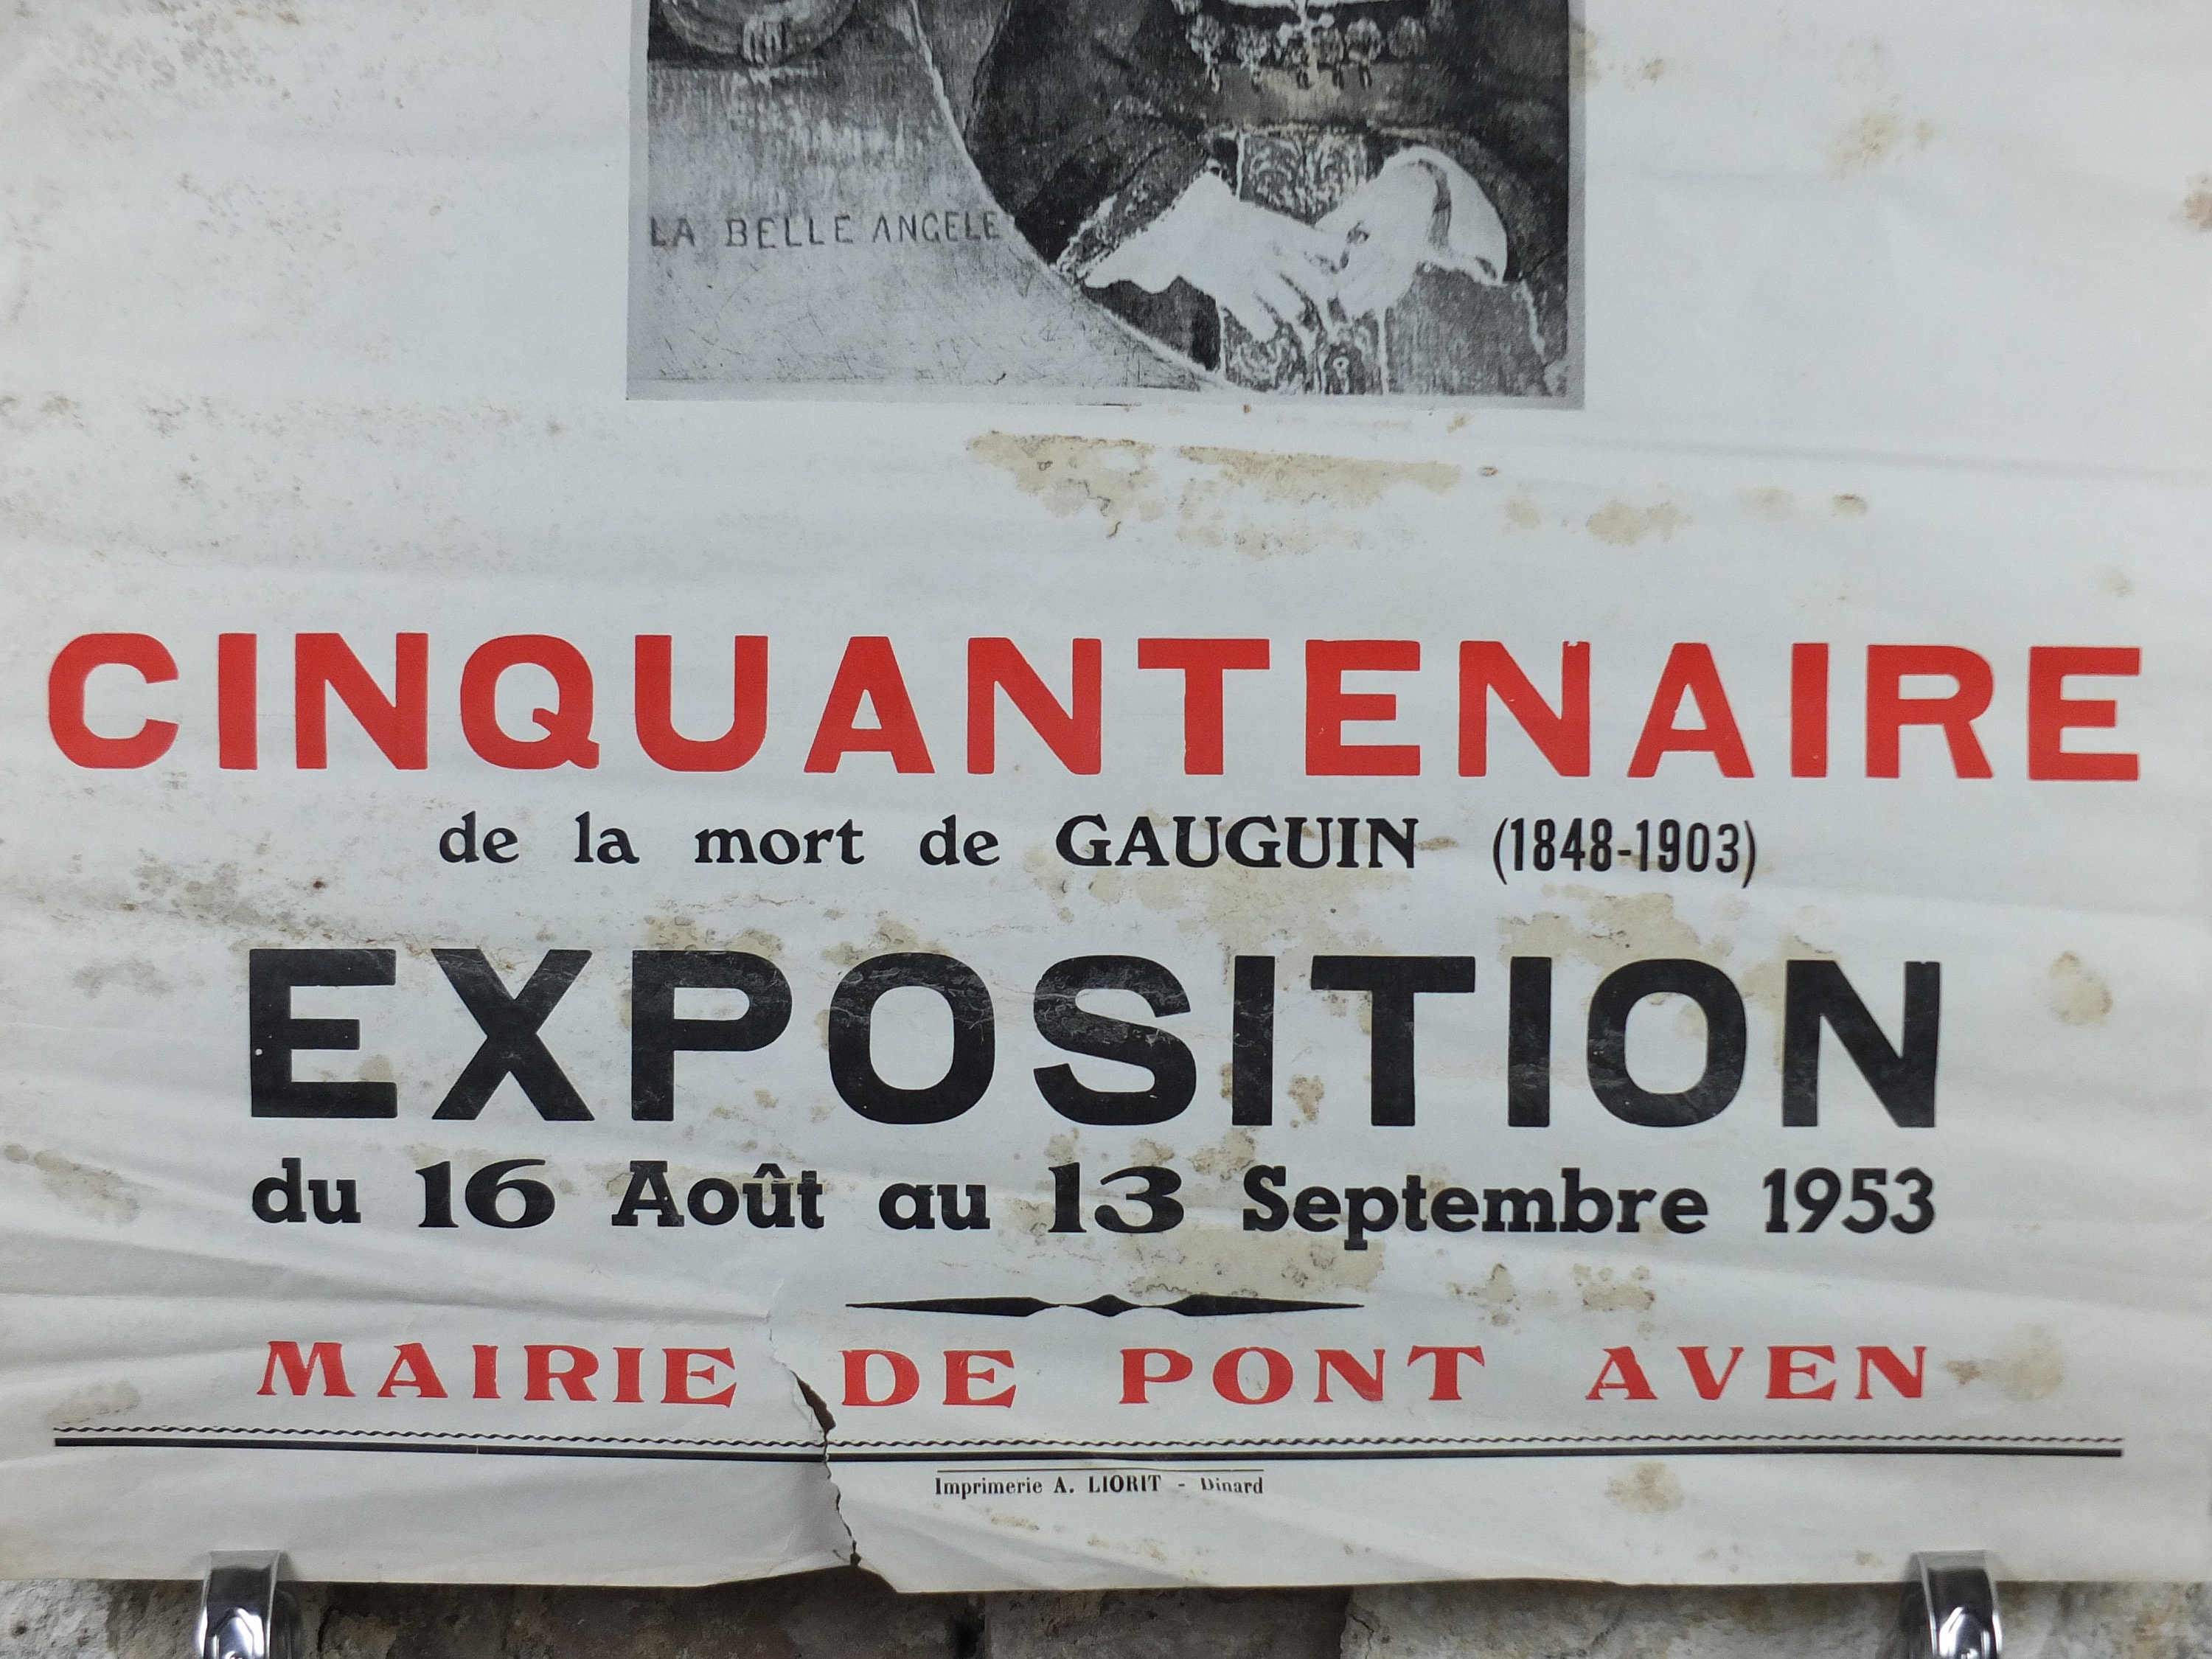 LA BELLE ANGELE
CINQUANTENAIRE
de la mort de GAUGUIN (1848-1903)
EXPOSITION
du 16 Août au 13 Septembre 1953
MAIRIE DE PONT AVEN
Imprimerie A. LIORIT - Dinard